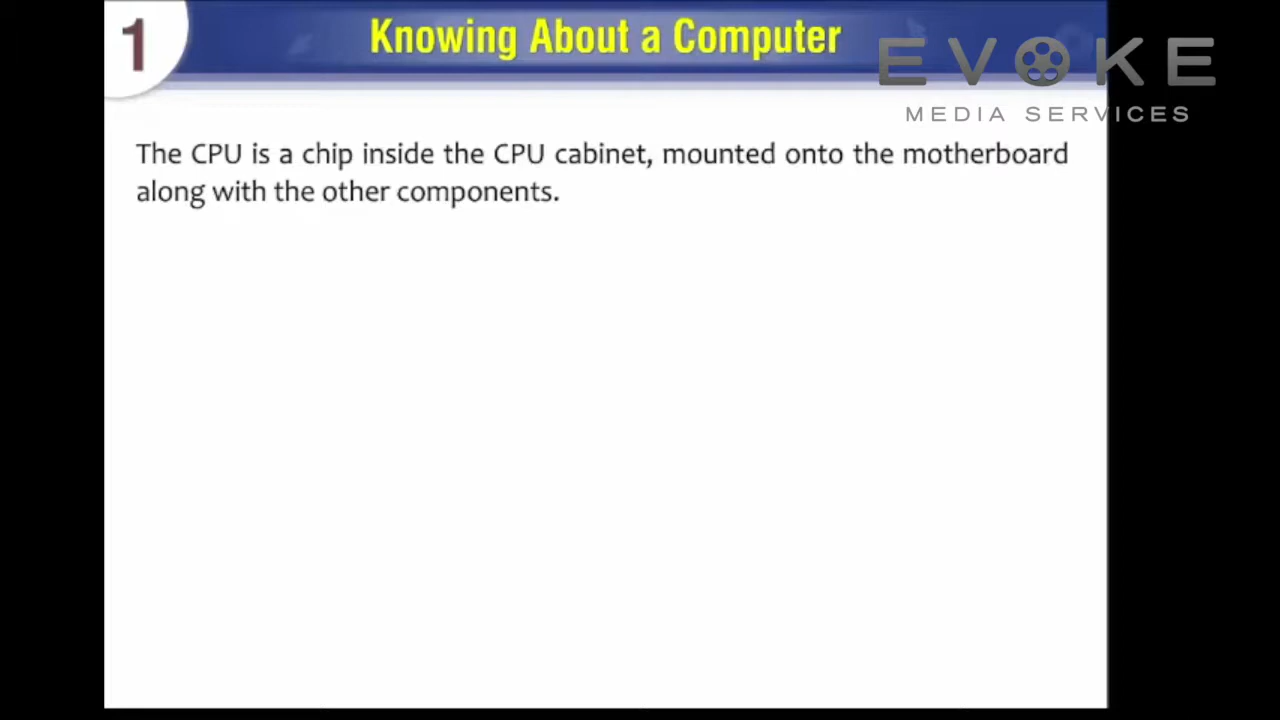 1
Knowing About a Computer
EVOKE
MEDIA SERVICES
The CPU is a chip inside the CPU cabinet, mounted onto the motherboard
along with the other components.